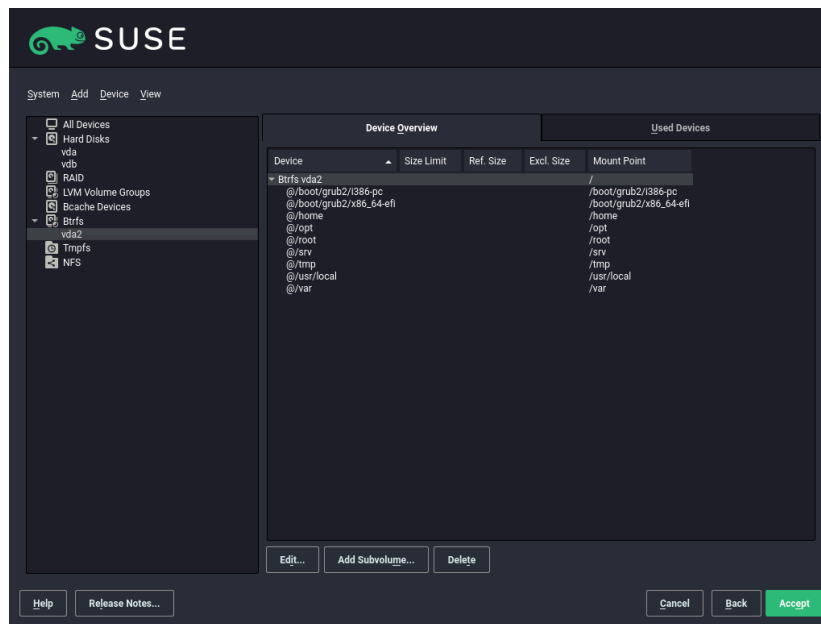 SUSE
System Add Device View
All Devices
Hard Disks
vda
vdb
RAID
LVM Volume Groups
Bcache Devices
Btrfs
vda2
Tmpfs
NFS
Device Overview
Used Devices
Device Size Limit Ref. Size Excl. Size Mount Point
Btrfs vda2 /
@/boot/grub2/i386-pc /boot/grub2/i386-pc
@/boot/grub2/x86_64-efi /boot/grub2/x86_64-efi
@/home /home
@/opt /opt
@/root /root
@/srv /srv
@/tmp /tmp
@/usr/local /usr/local
@/var /var
Edit... Add Subvolume... Delete
Help Release Notes... Cancel Back Accept